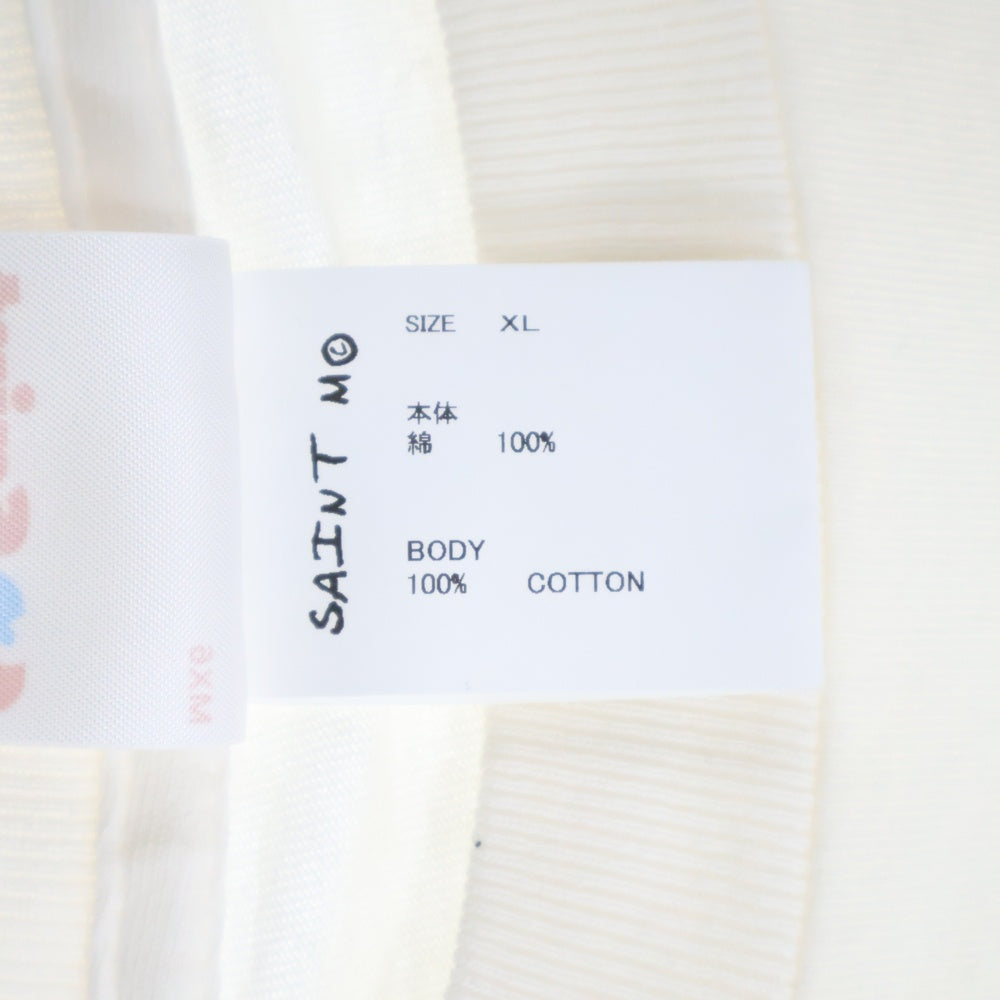 SAINT M©
SIZE XL
本体
綿 100%
BODY
100% COTTON